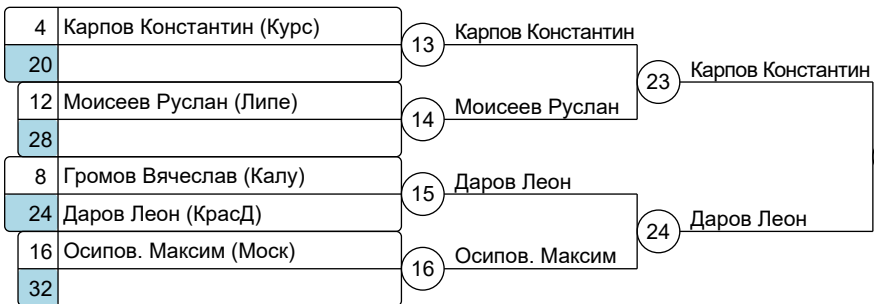 4 Карпов Константин (Курс)
20
12 Моисеев Руслан (Липе)
28
8 Громов Вячеслав (Калу)
24 Даров Леон (КрасД)
16 Осипов. Максим (Моск)
32
13 Карпов Константин
14 Моисеев Руслан
15 Даров Леон
16 Осипов. Максим
23 Карпов Константин
24 Даров Леон